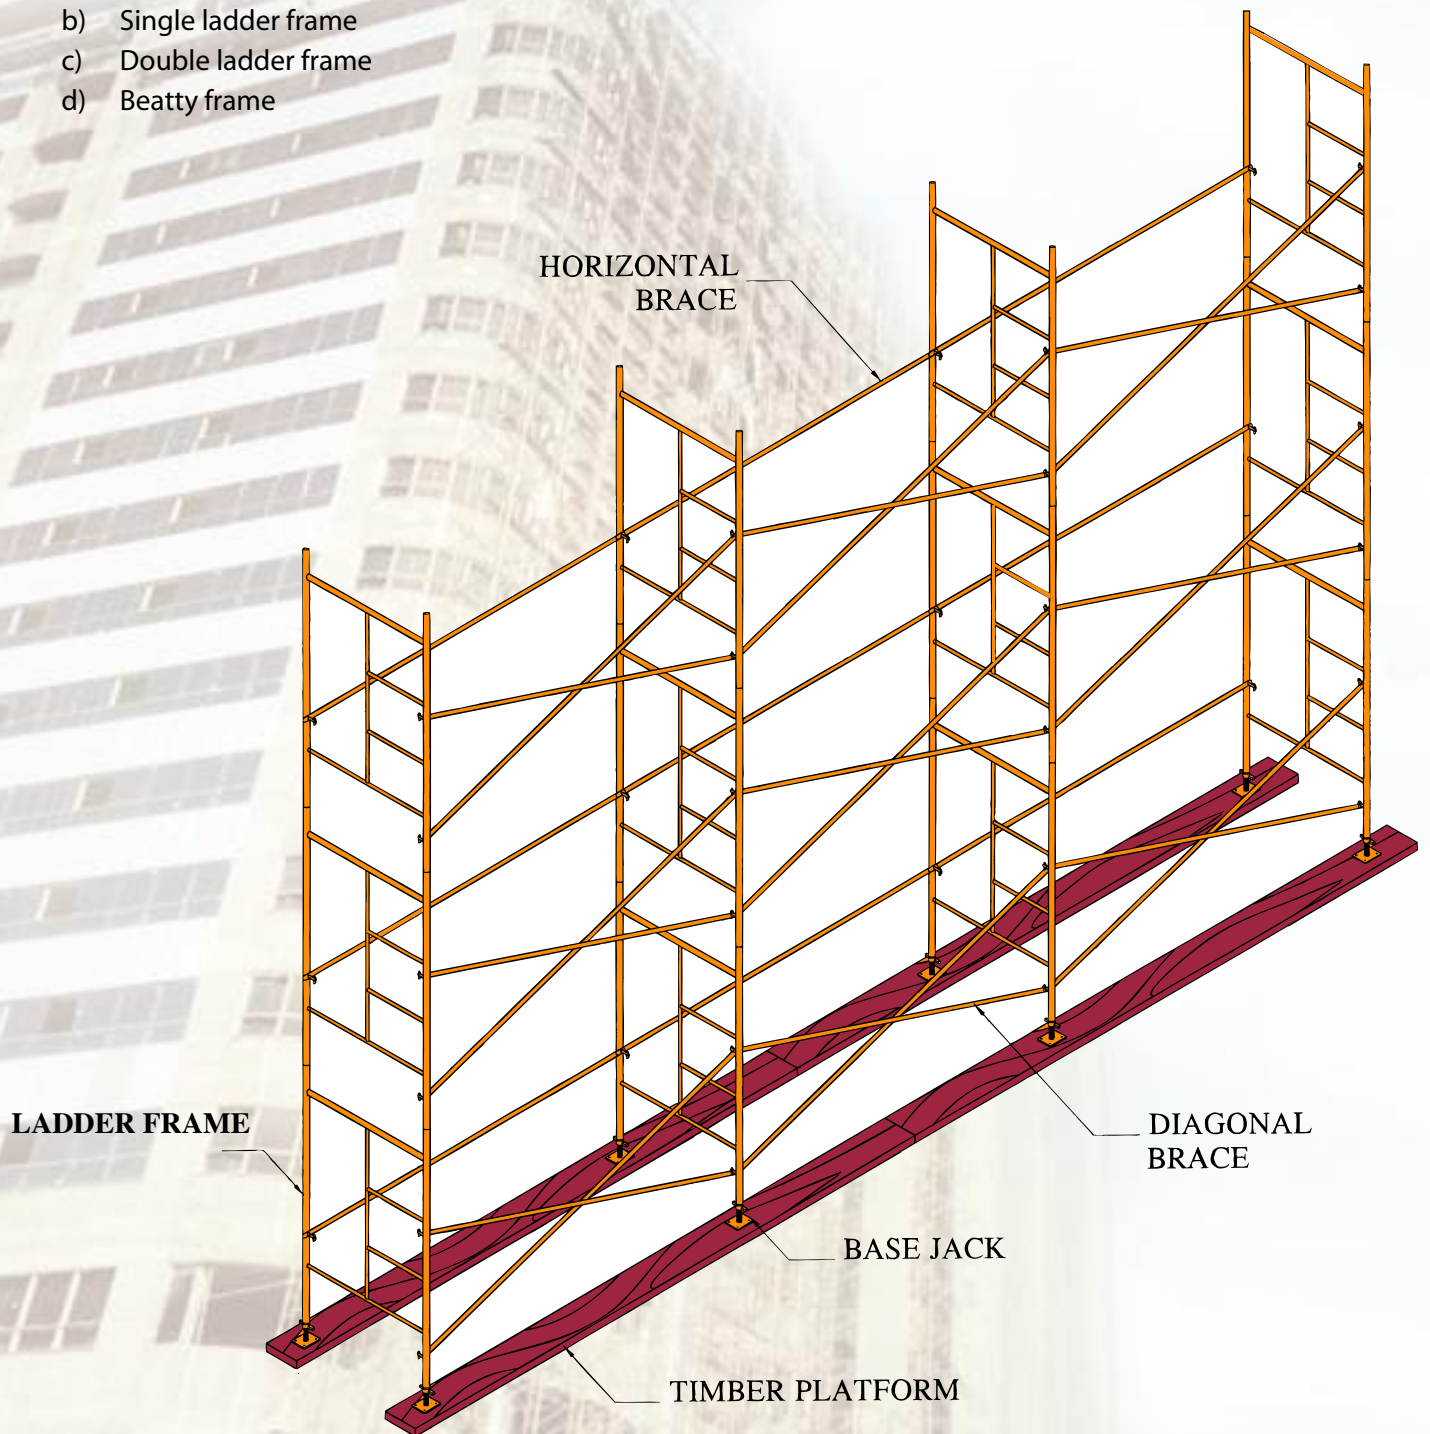 b) Single ladder frame
c) Double ladder frame
d) Beatty frame
HORIZONTAL
BRACE
LADDER FRAME
DIAGONAL
BRACE
BASE JACK
TIMBER PLATFORM